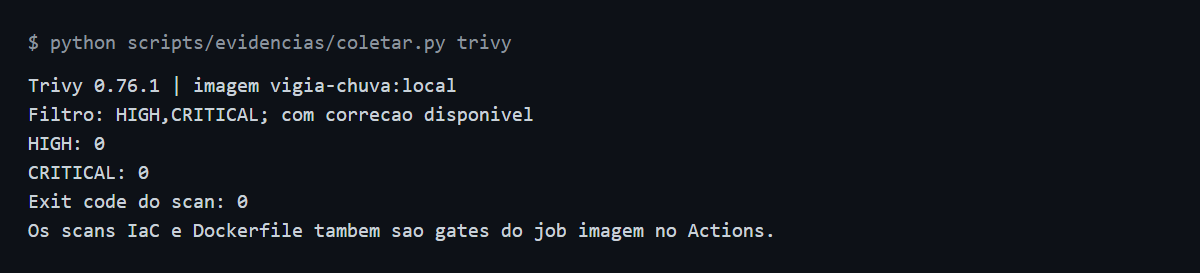 $ python scripts/evidencias/coletar.py trivy
Trivy 0.76.1 | imagem vigia-chuva:local
Filtro: HIGH,CRITICAL; com correcao disponivel
HIGH: 0
CRITICAL: 0
Exit code do scan: 0
Os scans IaC e Dockerfile tambem sao gates do job imagem no Actions.